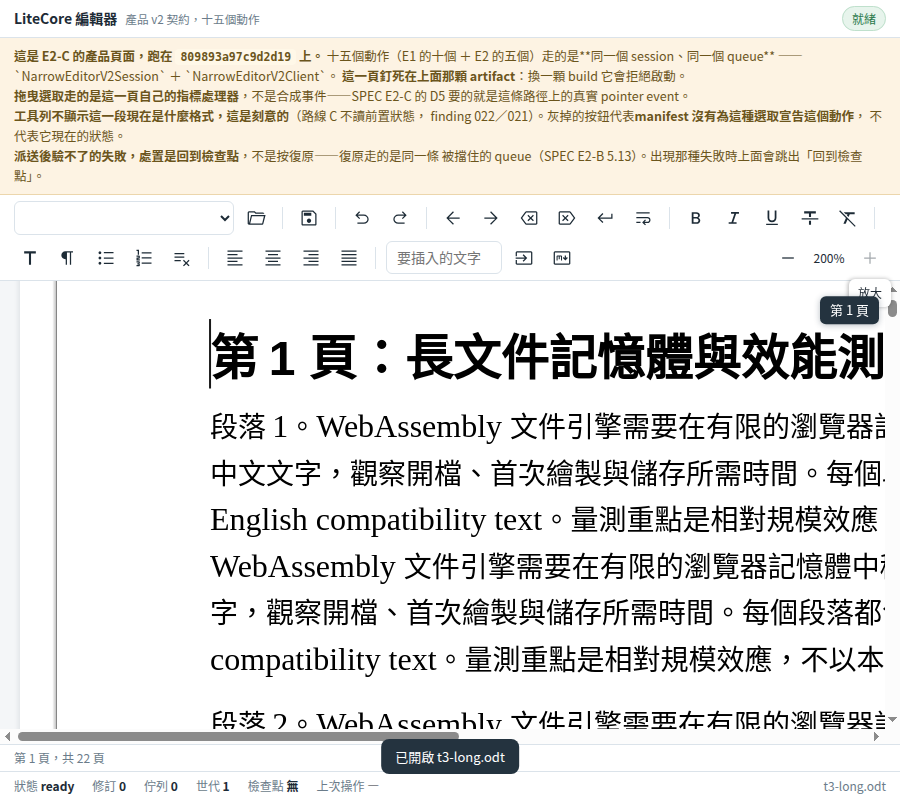 LiteCore 編輯器 產品 v2 契約，十五個動作 就緒
這是 E2-C 的產品頁面，跑在 809893a97c9d2d19 上。 十五個動作（E1 的十個 ＋ E2 的五個）走的是**同一個 session、同一個 queue** ——
`NarrowEditorV2Session` ＋ `NarrowEditorV2Client`。這一頁釘死在上面那顆 artifact：換一顆 build 它會拒絕啟動。
拖曳選取走的是這一頁自己的指標處理器，不是合成事件——SPEC E2-C 的 D5 要的就是這條路徑上的真實 pointer event。
工具列不顯示這一段現在是什麼格式，這是刻意的（路線 C 不讀前置狀態， finding 022／021）。灰掉的按鈕代表manifest 沒有為這種選取宣告這個動作， 不
代表它現在的狀態。
派送後驗不了的失敗，處置是回到檢查點，不是按復原——復原走的是同一條 被擋住的 queue（SPEC E2-B 5.13）。出現那種失敗時上面會跳出「回到檢查
點」。
要插入的文字 200%
放大
第 1 頁
第 1 頁：長文件記憶體與效能測
段落 1。WebAssembly 文件引擎需要在有限的瀏覽器
中文文字，觀察開檔、首次繪製與儲存所需時間。每個
English compatibility text。量測重點是相對規模效應
WebAssembly 文件引擎需要在有限的瀏覽器記憶體中
字，觀察開檔、首次繪製與儲存所需時間。每個段落都
compatibility text。量測重點是相對規模效應，不以本
段落 2。WebAssembly 文件引擎需要在有限的瀏覽器
第 1 頁，共 22 頁
已開啟 t3-long.odt
狀態 ready 修訂 0 佇列 0 世代 1 檢查點 無 上次操作 — t3-long.odt